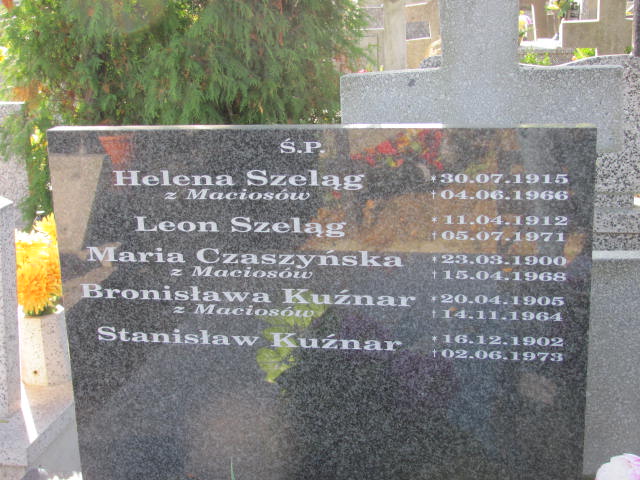 Ś.P.
Helena Szeląg *30.07.1915
z Maciosów †04.06.1966
Leon Szeląg *11.04.1912
†05.07.1971
Maria Czaszyńska *23.03.1900
z Maciosów †15.04.1968
Bronisława Kuźnar *20.04.1905
z Maciosów †14.11.1964
Stanisław Kuźnar *16.12.1902
†02.06.1973